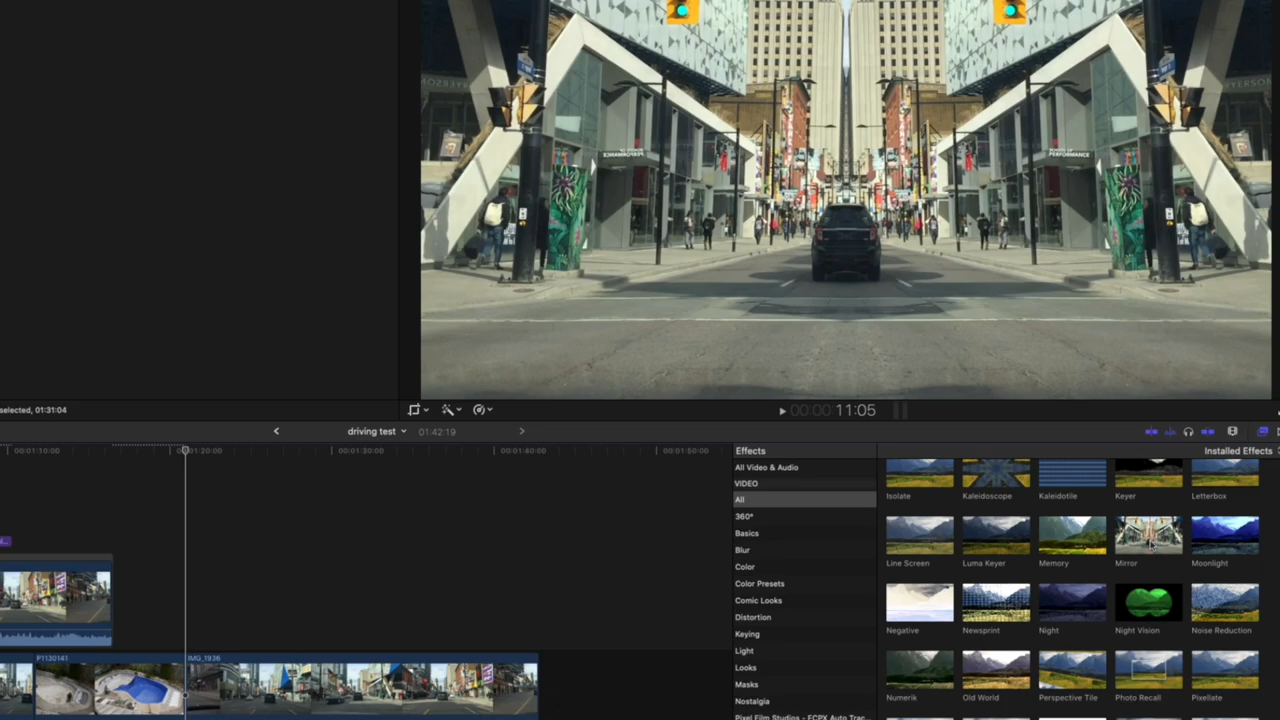 PERFORMANCE
selected, 01:31:04
00:00:11:05
driving test
01:42:19
00:01:10:00
00:01:20:00
00:01:30:00
00:01:40:00
00:01:50:00
Effects
Installed Effects
All Video & Audio
VIDEO
All
360°
Basics
Blur
Color
Color Presets
Comic Looks
Distortion
Keying
Light
Looks
Masks
Nostalgia
Pixel Film Studios - FCPX Auto Trac...
Isolate
Kaleidoscope
Kaleidotile
Keyer
Letterbox
Line Screen
Luma Keyer
Memory
Mirror
Moonlight
Negative
Newsprint
Night
Night Vision
Noise Reduction
Numerik
Old World
Perspective Tile
Photo Recall
Pixellate
P1130141
IMG_1936